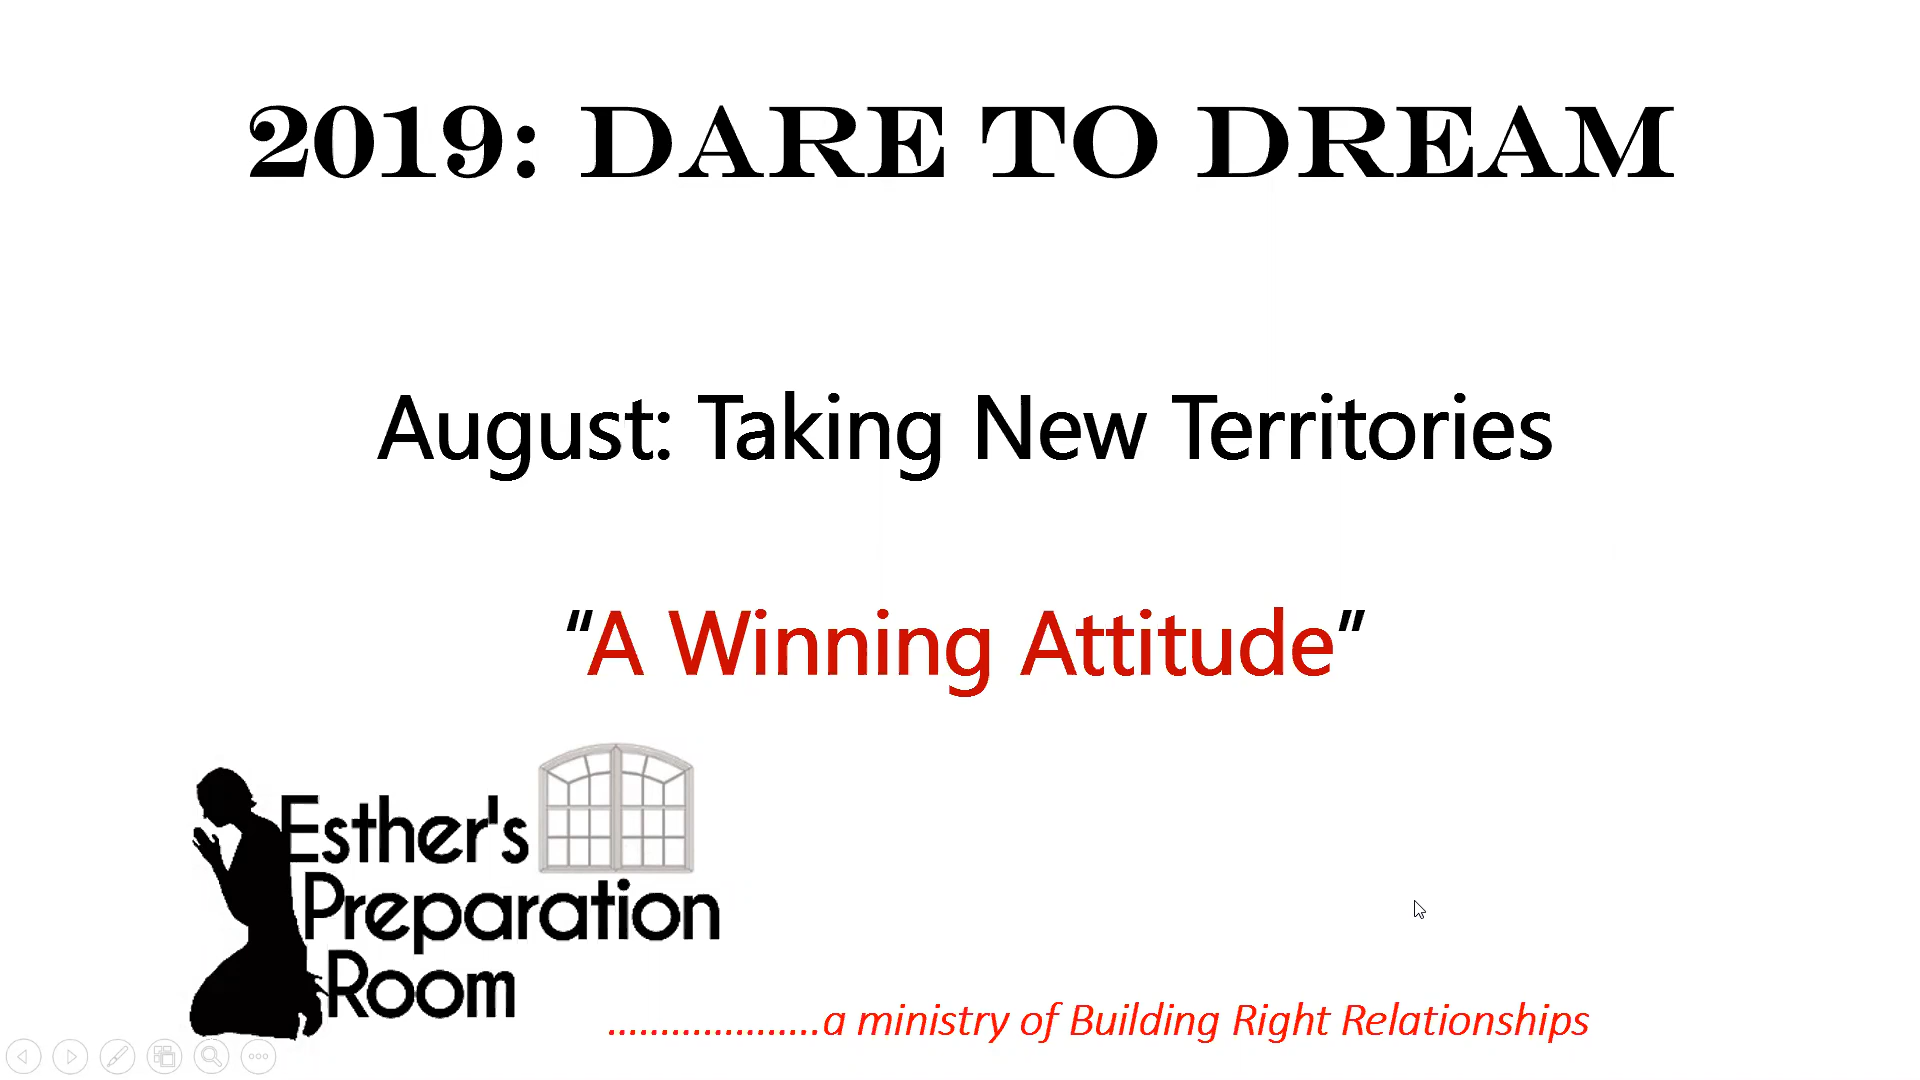 2019: DARE TO DREAM
August: Taking New Territories
“A Winning Attitude”
Esther's
Preparation
Room
....................a ministry of Building Right Relationships